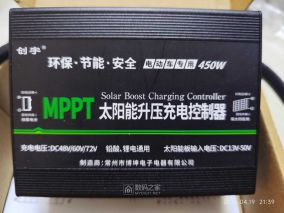 创宇
环保·节能·安全
电动车专用
450W
Solar Boost Charging Controller
MPPT 太阳能升压充电控制器
充电电压:DC48V/60V/72V
铅酸、锂电通用
太阳能板输入电压:DC13V-50V
制造商:常州市博坤电子电器有限公司
数码之家
04.19 21:59